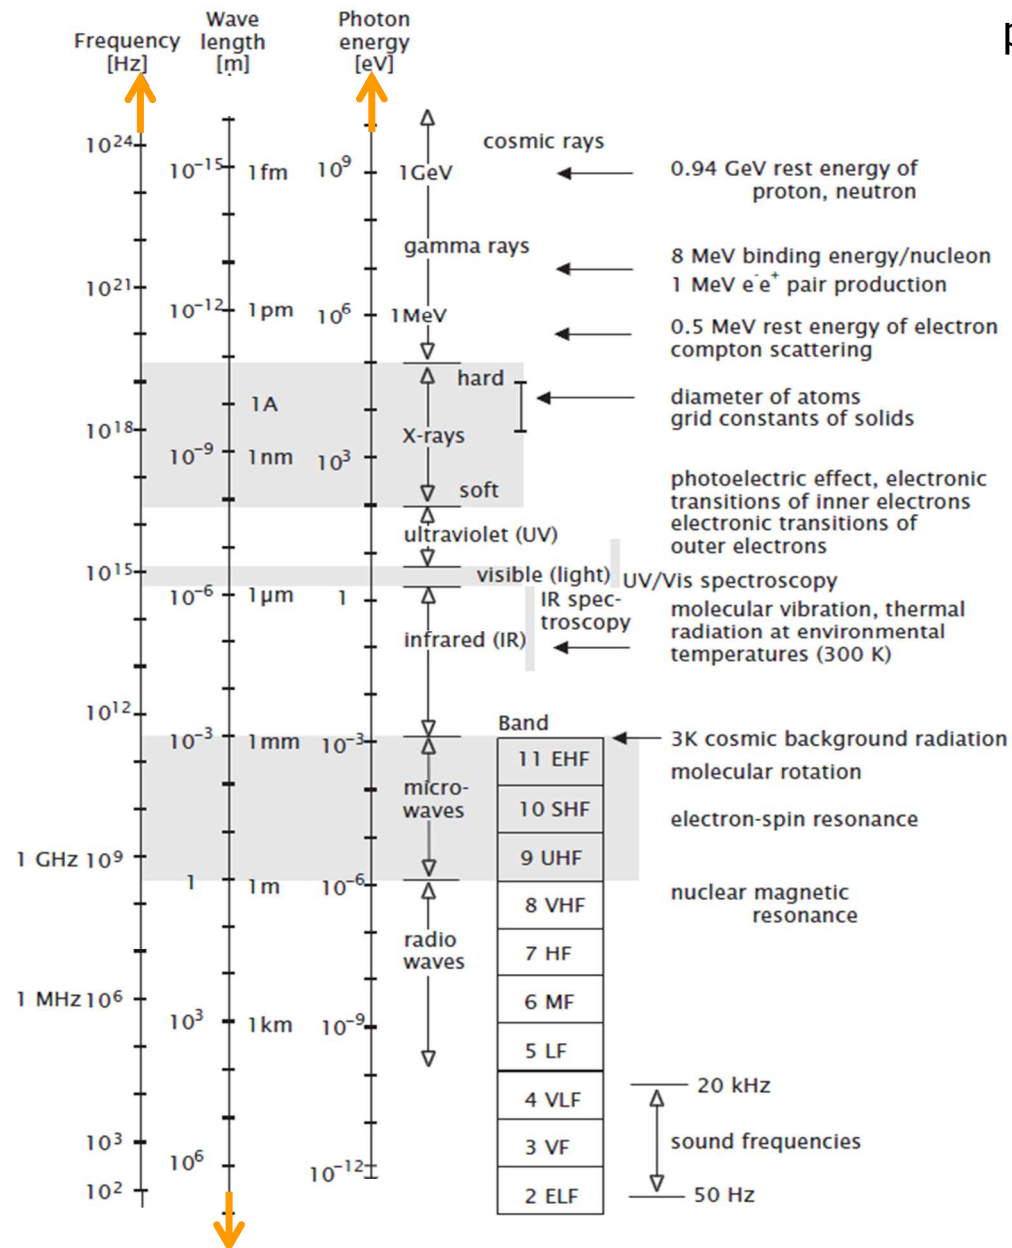 Frequency
[Hz]
Wave
length
[m]
Photon
energy
[eV]
p
10²⁴
10²¹
10¹⁸
10¹⁵
10¹²
1 GHz 10⁹
1 MHz 10⁶
10³
10²
10⁻¹⁵ 1fm
10⁻¹² 1pm
1A
10⁻⁹ 1nm
10⁻⁶ 1µm
10⁻³ 1mm
1 1m
10³ 1km
10⁶
10⁹
10⁶
10³
1
10⁻³
10⁻⁶
10⁻⁹
10⁻¹²
cosmic rays
1GeV
gamma rays
1MeV
hard
X-rays
soft
ultraviolet (UV)
visible (light)
UV/Vis spectroscopy
IR spec-
troscopy
infrared (IR)
micro-
waves
radio
waves
Band
11 EHF
10 SHF
9 UHF
8 VHF
7 HF
6 MF
5 LF
4 VLF
3 VF
2 ELF
0.94 GeV rest energy of
proton, neutron
8 MeV binding energy/nucleon
1 MeV e⁻e⁺ pair production
0.5 MeV rest energy of electron
compton scattering
diameter of atoms
grid constants of solids
photoelectric effect, electronic
transitions of inner electrons
electronic transitions of
outer electrons
molecular vibration, thermal
radiation at environmental
temperatures (300 K)
3K cosmic background radiation
molecular rotation
electron-spin resonance
nuclear magnetic
resonance
20 kHz
sound frequencies
50 Hz